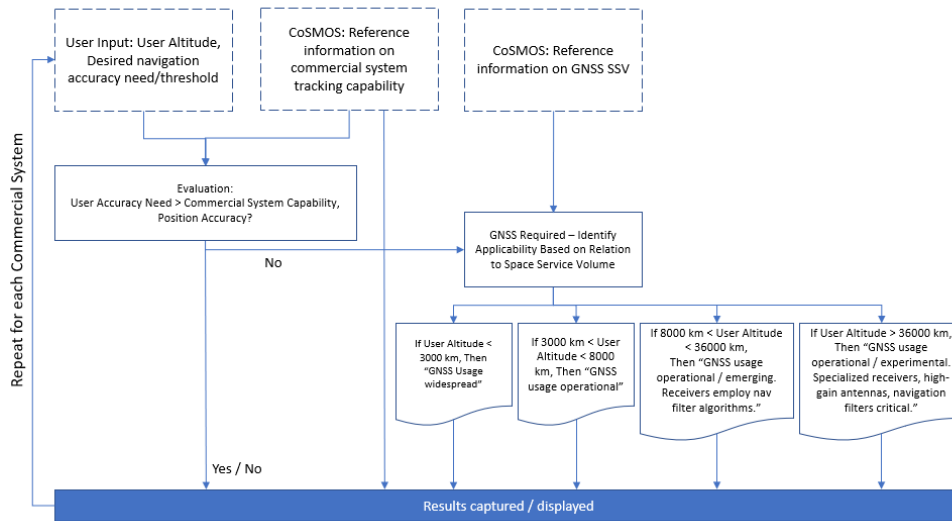 User Input: User Altitude,
Desired navigation
accuracy need/threshold
CoSMOS: Reference
information on
commercial system
tracking capability
CoSMOS: Reference
information on GNSS SSV
Repeat for each Commercial System
Evaluation:
User Accuracy Need > Commercial System Capability,
Position Accuracy?
No
GNSS Required – Identify
Applicability Based on Relation
to Space Service Volume
If User Altitude <
3000 km, Then
“GNSS Usage
widespread”
If 3000 km < User
Altitude < 8000
km, Then “GNSS
usage operational”
If 8000 km < User Altitude
< 36000 km,
Then “GNSS usage
operational / emerging.
Receivers employ nav
filter algorithms.”
If User Altitude > 36000 km,
Then “GNSS usage
operational / experimental.
Specialized receivers, high-
gain antennas, navigation
filters critical.”
Yes / No
Results captured / displayed